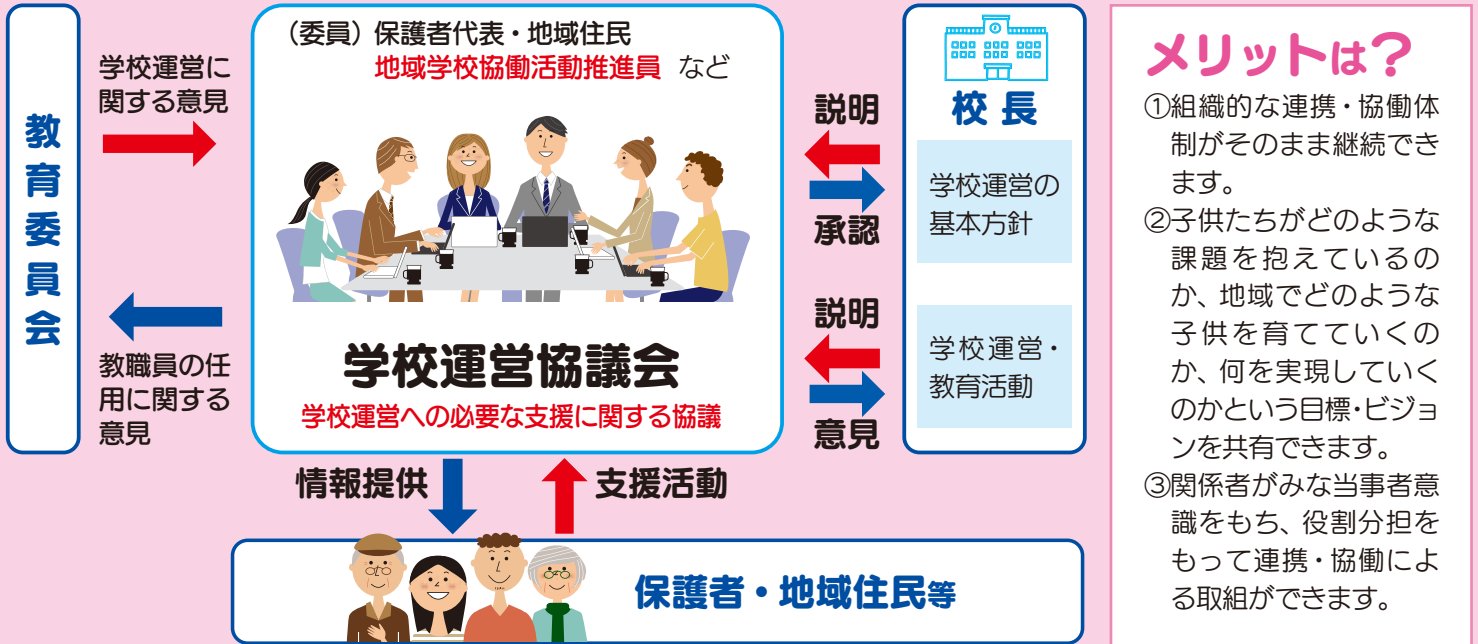 教育委員会
学校運営に
関する意見
教職員の任
用に関する
意見
(委員)保護者代表・地域住民
地域学校協働活動推進員 など
学校運営協議会
学校運営への必要な支援に関する協議
説明
承認
説明
意見
校長
学校運営の
基本方針
学校運営・
教育活動
情報提供
支援活動
保護者・地域住民等
メリットは?
①組織的な連携・協働体
制がそのまま継続でき
ます。
②子供たちがどのような
課題を抱えているの
か、地域でどのような
子供を育てていくの
か、何を実現していく
のかという目標・ビジョ
ンを共有できます。
③関係者がみな当事者意
識をもち、役割分担を
もって連携・協働によ
る取組ができます。